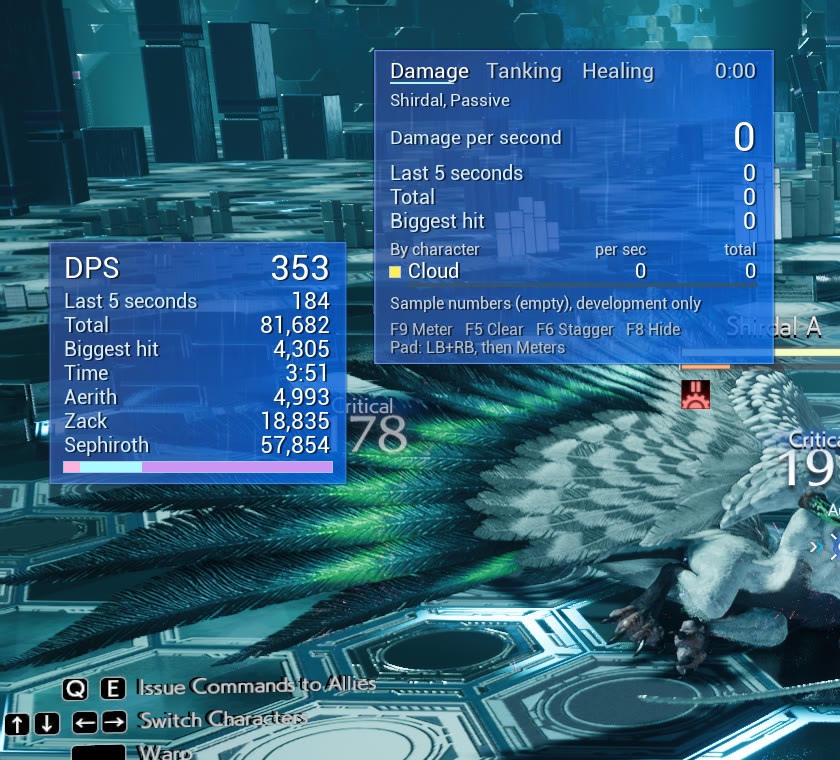 Damage Tanking Healing 0:00
Shirdal, Passive
Damage per second 0
Last 5 seconds 0
Total 0
Biggest hit 0
By character per sec total
Cloud 0 0
Sample numbers (empty), development only
F9 Meter F5 Clear F6 Stagger F8 Hide
Pad: LB+RB, then Meters
DPS 353
Last 5 seconds 184
Total 81,682
Biggest hit 4,305
Time 3:51
Aerith 4,993
Zack 18,835
Sephiroth 57,854
Shirdal A
Critical
78
Critica
19
Q E Issue Commands to Allies
↑ ↓ ← → Switch Characters
Warp